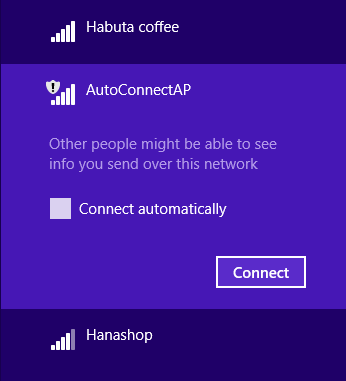 Habuta coffee
AutoConnectAP
Other people might be able to see
info you send over this network
Connect automatically
Connect
Hanashop